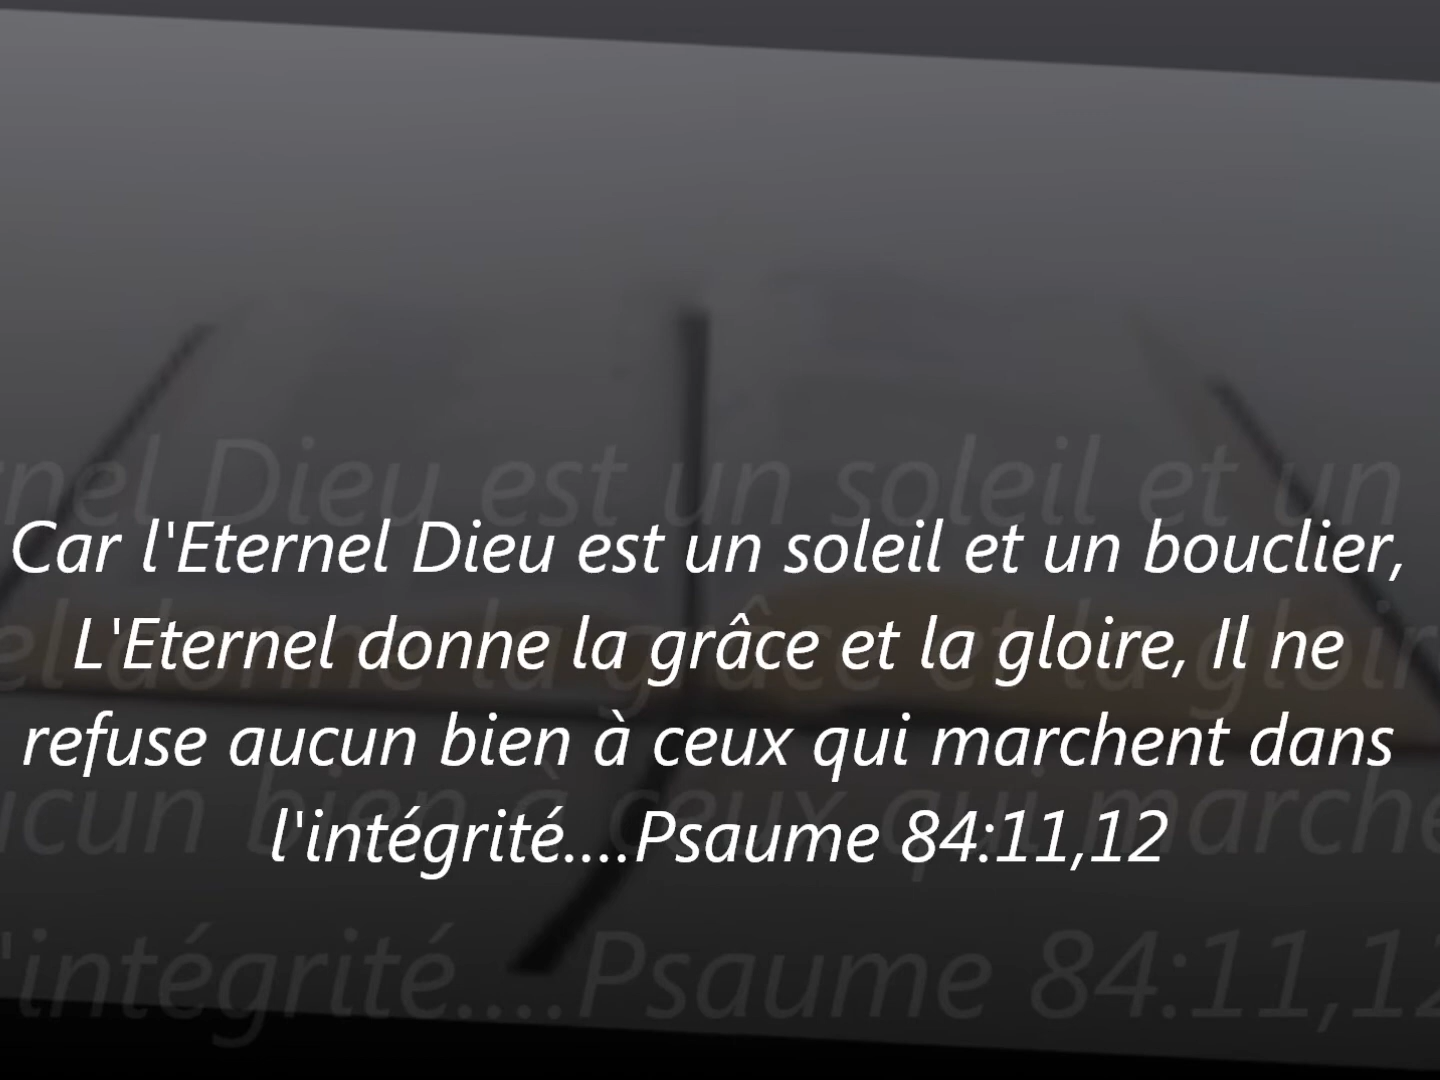 Car l'Eternel Dieu est un soleil et un bouclier,
L'Eternel donne la grâce et la gloire, Il ne
refuse aucun bien à ceux qui marchent dans
l'intégrité....Psaume 84:11,12